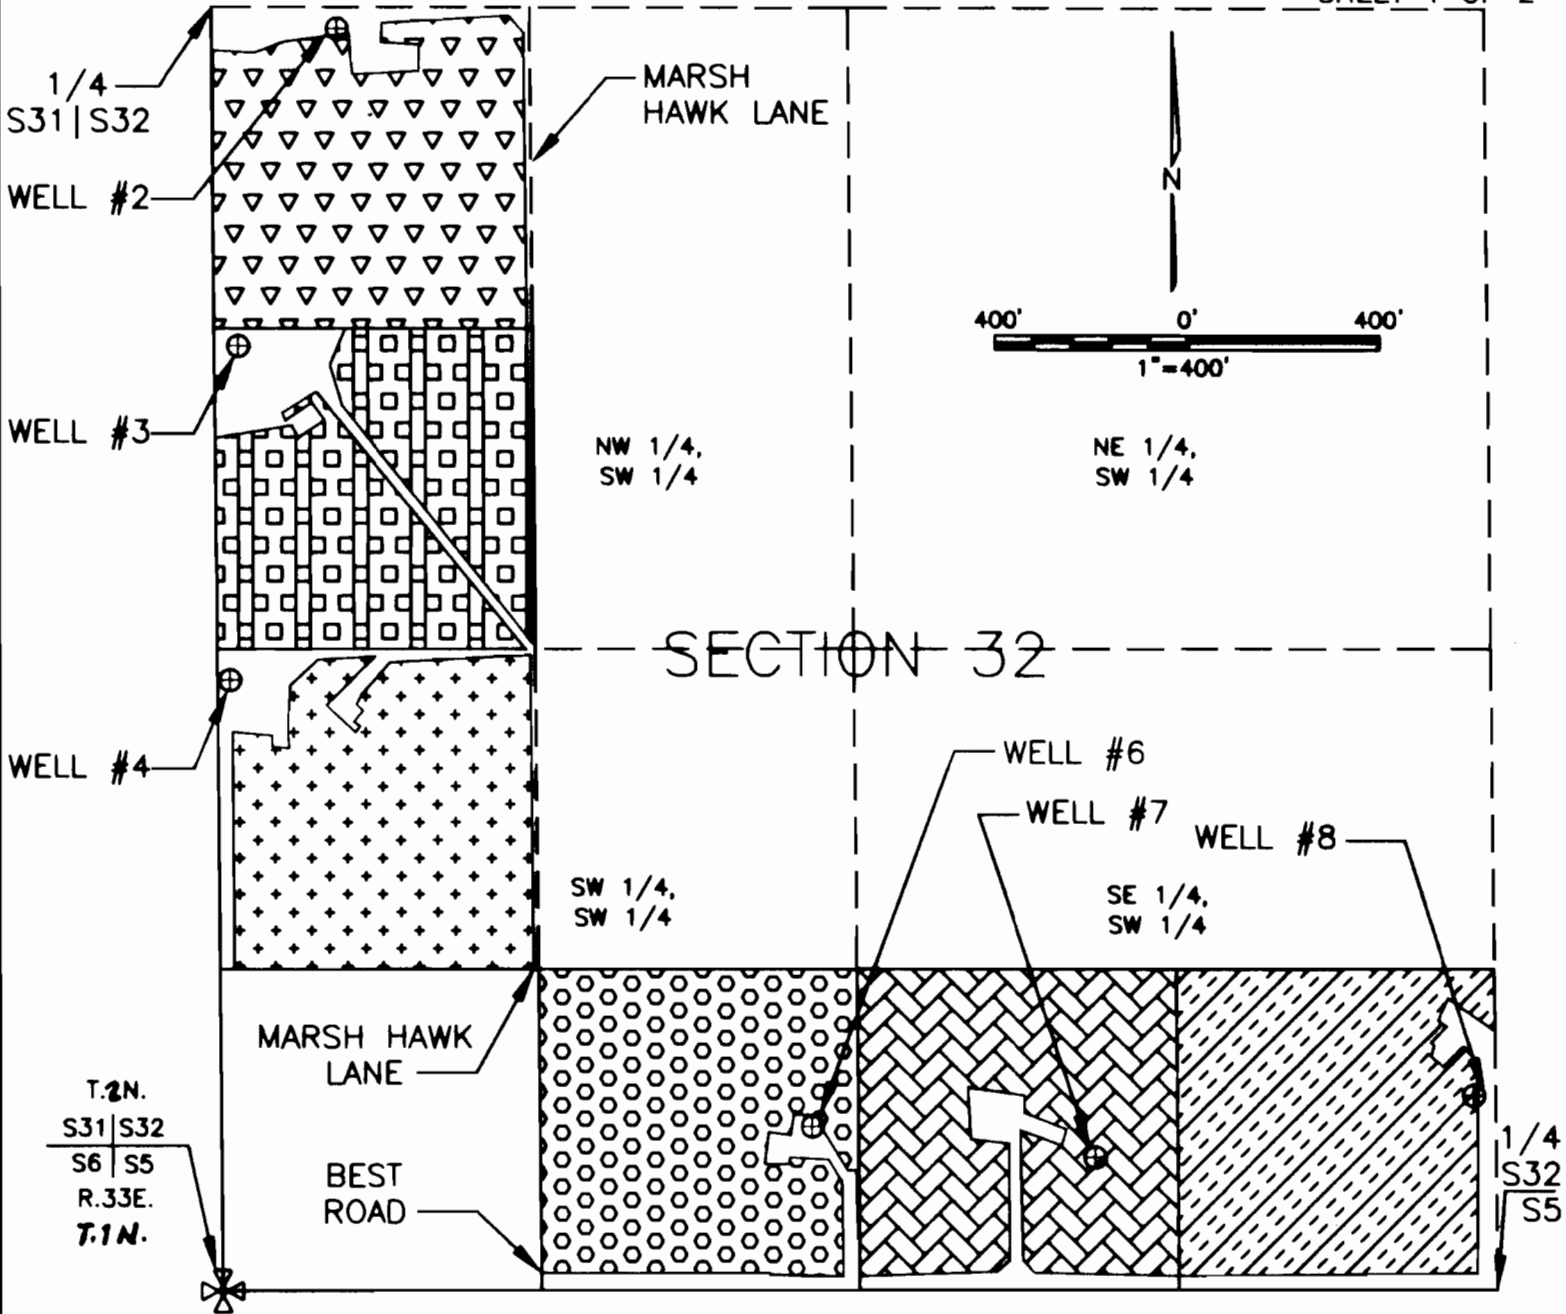 1/4
S31|S32
MARSH
HAWK LANE
WELL #2
N
400' 0' 400'
1"=400'
WELL #3
NW 1/4,
SW 1/4
NE 1/4,
SW 1/4
SECTION 32
WELL #4
WELL #6
WELL #7
WELL #8
SW 1/4,
SW 1/4
SE 1/4,
SW 1/4
MARSH HAWK
LANE
T.2N.
S31|S32
S6|S5
R.33E.
T.1N.
BEST
ROAD
1/4
S32
S5